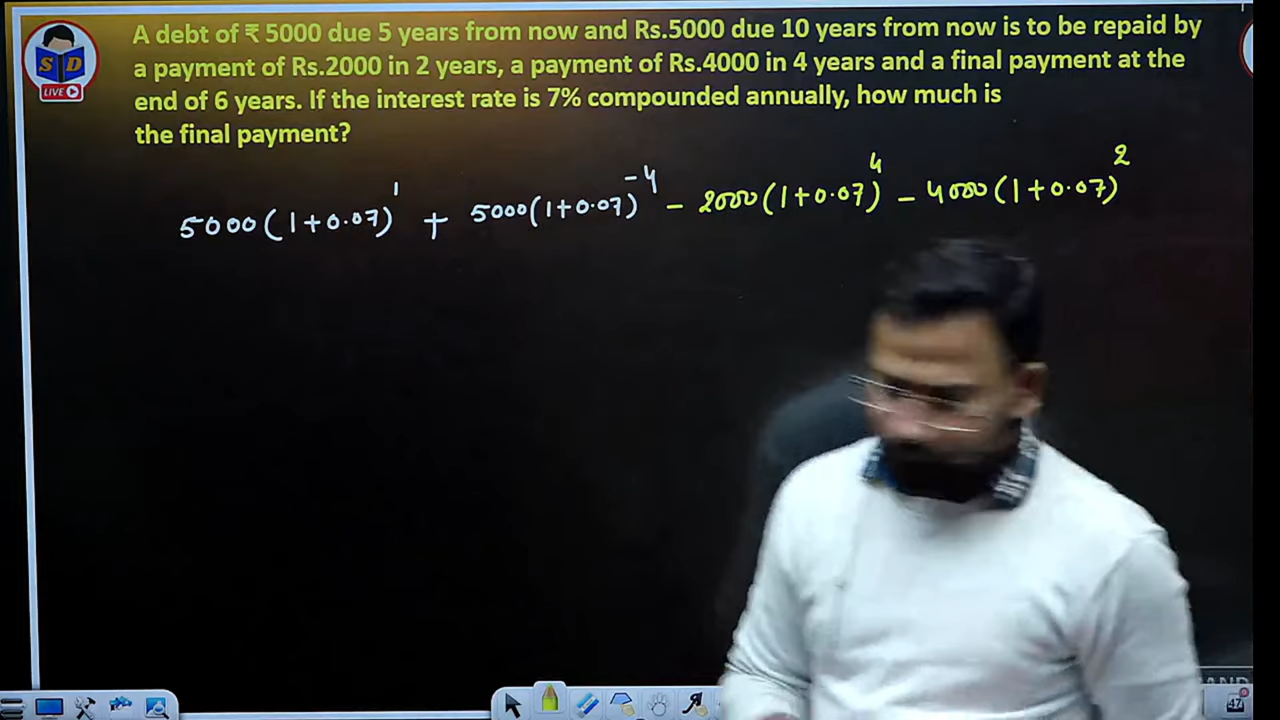 S D
LIVE
A debt of ₹ 5000 due 5 years from now and Rs.5000 due 10 years from now is to be repaid by
a payment of Rs.2000 in 2 years, a payment of Rs.4000 in 4 years and a final payment at the
end of 6 years. If the interest rate is 7% compounded annually, how much is
the final payment?
5000(1+0.07)¹ + 5000(1+0.07)⁻⁴ - 2000(1+0.07)⁴ - 4000(1+0.07)²
47